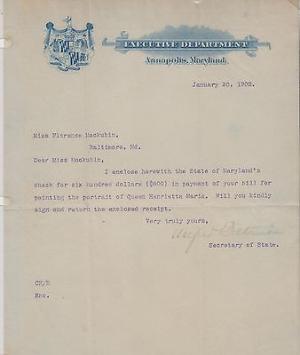 EXECUTIVE DEPARTMENT
Annapolis, Maryland.
January 20, 1902.
Miss Florence Mackubin,
Baltimore, Md.
Dear Miss Mackubin,
I enclose herewith the State of Maryland's
check for six hundred dollars ($600) in payment of your bill for
painting the portrait of Queen Henrietta Maria. Will you kindly
sign and return the enclosed receipt.
Very truly yours,
Secretary of State.
Enc.